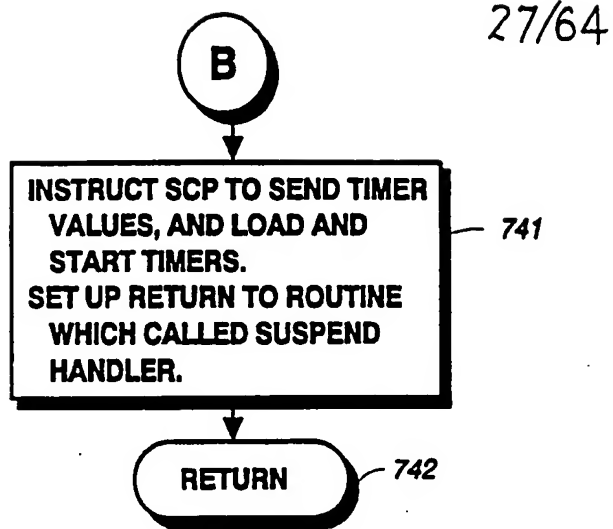 27/64
B
INSTRUCT SCP TO SEND TIMER
VALUES, AND LOAD AND
START TIMERS.
SET UP RETURN TO ROUTINE
WHICH CALLED SUSPEND
HANDLER.
741
RETURN
742